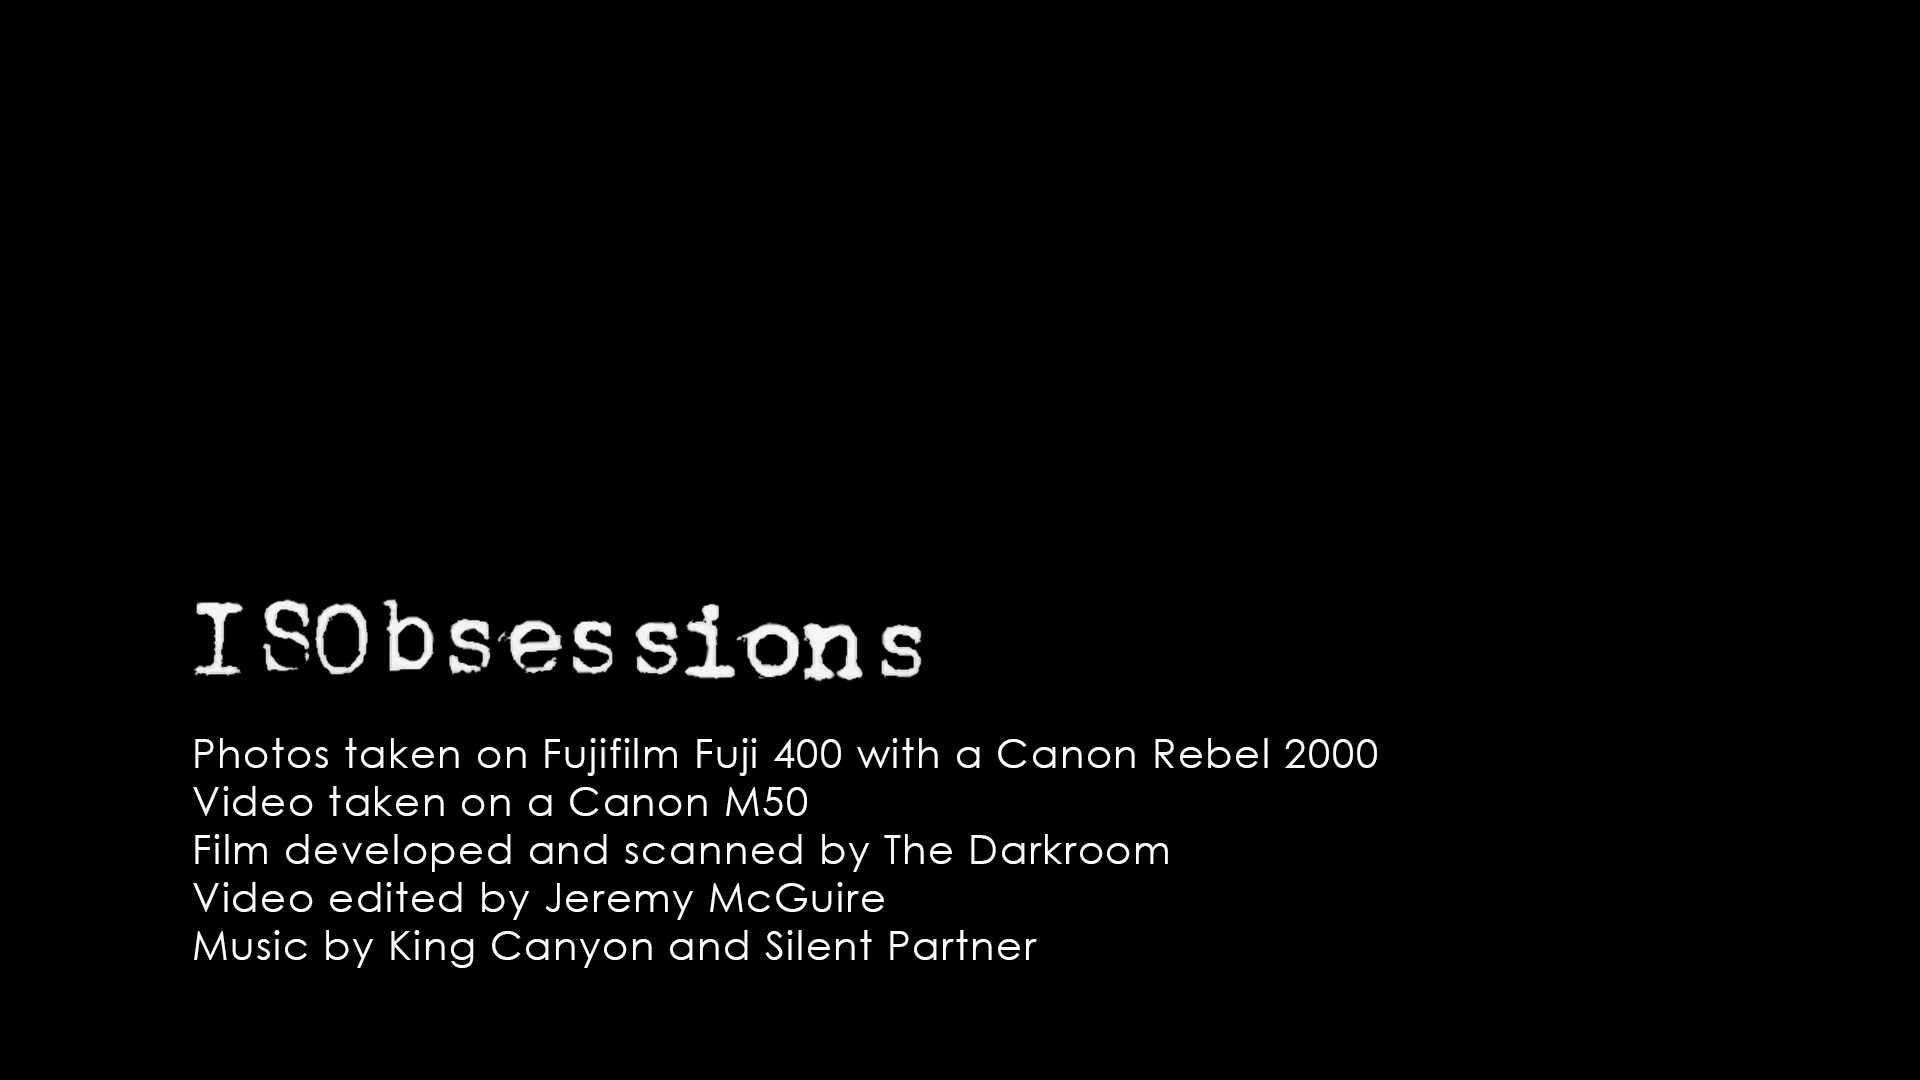 ISObsessions
Photos taken on Fujifilm Fuji 400 with a Canon Rebel 2000
Video taken on a Canon M50
Film developed and scanned by The Darkroom
Video edited by Jeremy McGuire
Music by King Canyon and Silent Partner